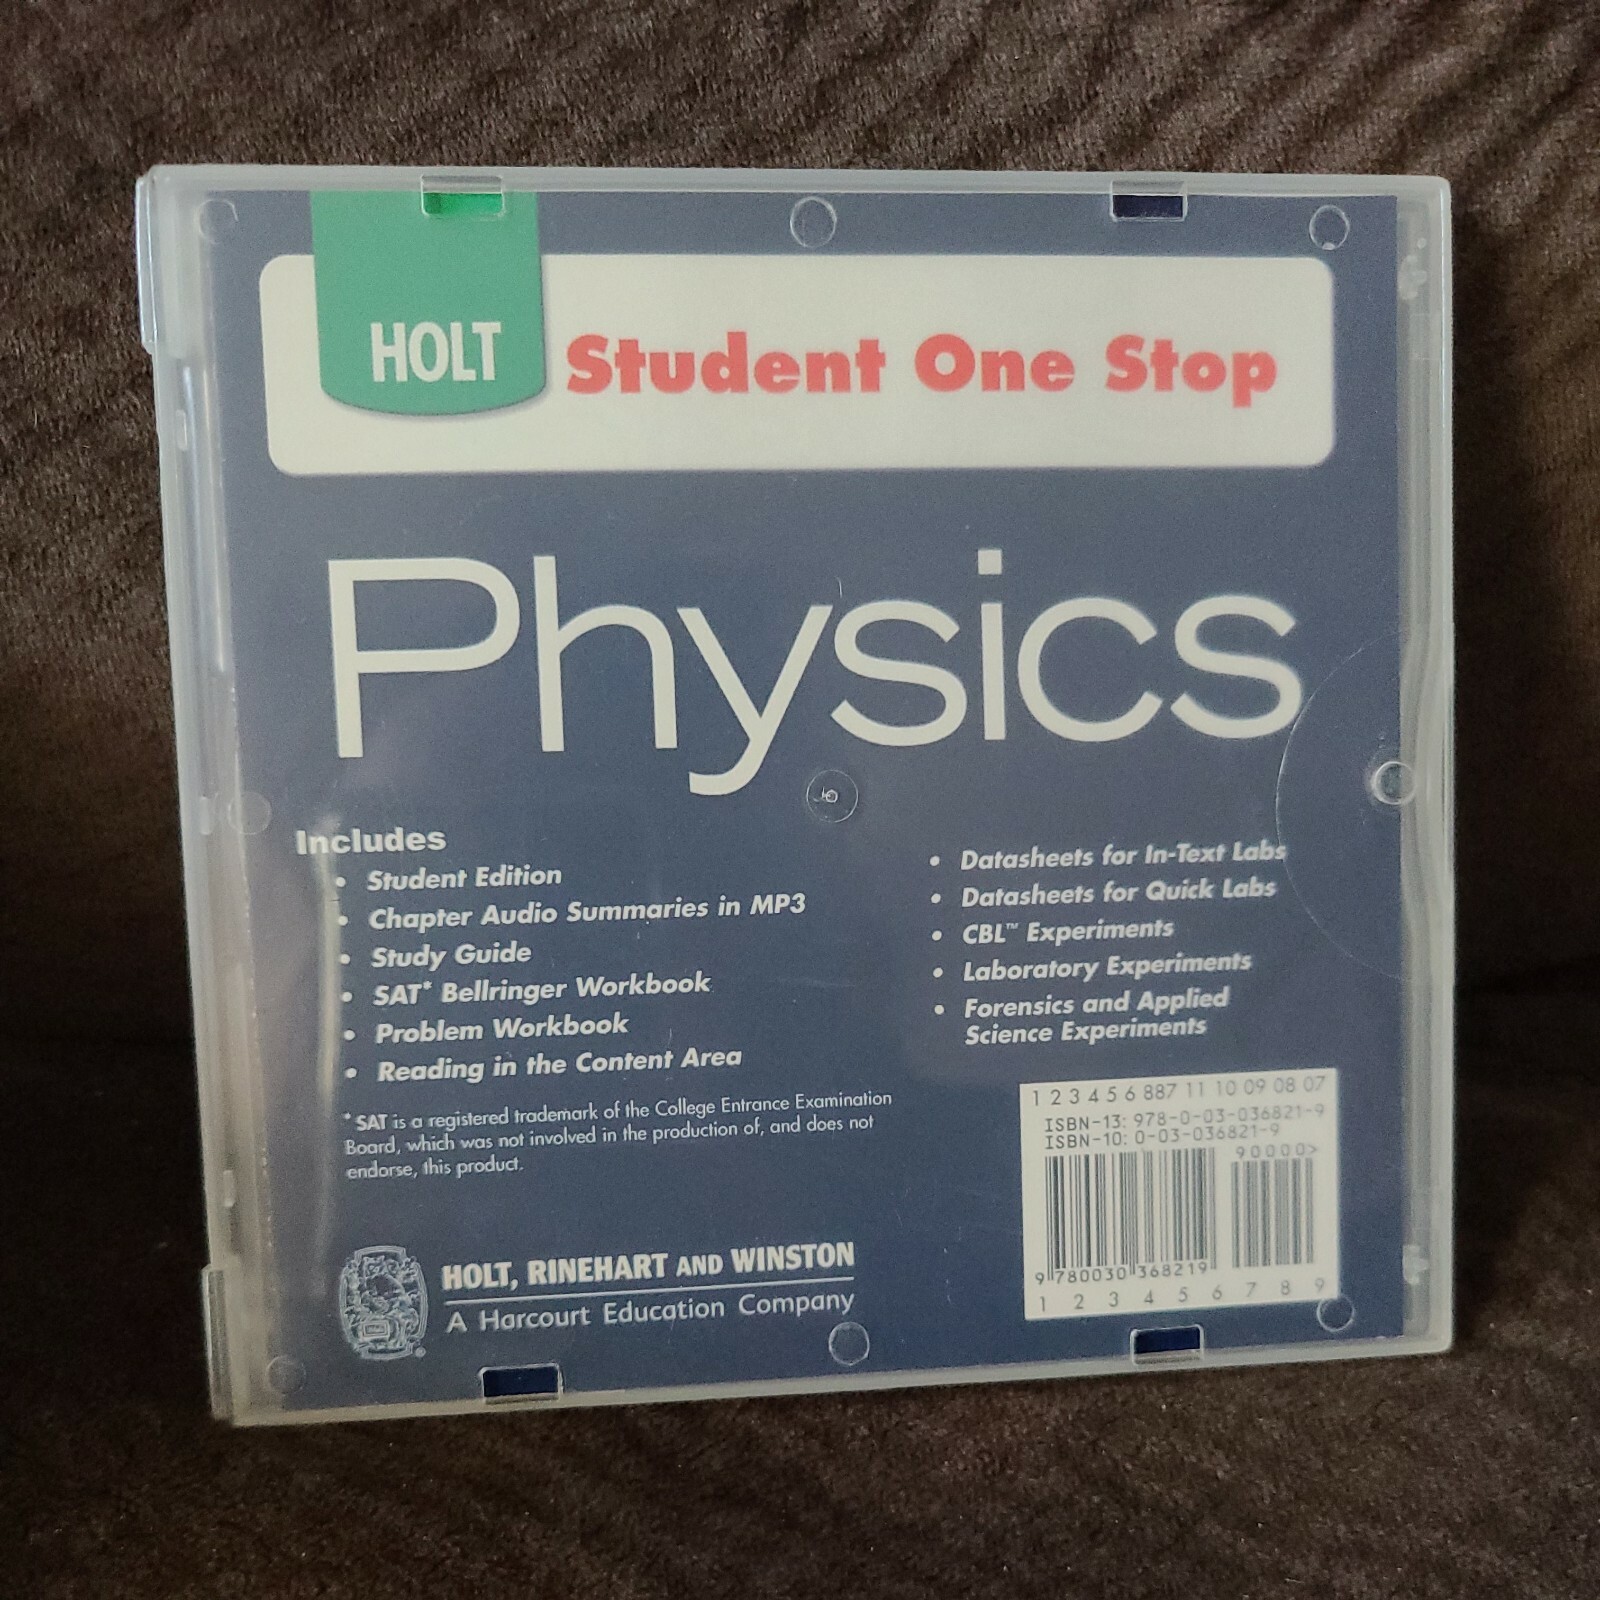 HOLT
Student One Stop
Physics
Includes
• Student Edition
• Chapter Audio Summaries in MP3
• Study Guide
• SAT* Bellringer Workbook
• Problem Workbook
• Reading in the Content Area
• Datasheets for In-Text Labs
• Datasheets for Quick Labs
• CBL™ Experiments
• Laboratory Experiments
• Forensics and Applied
Science Experiments
*SAT is a registered trademark of the College Entrance Examination
Board, which was not involved in the production of, and does not
endorse, this product.
HOLT, RINEHART AND WINSTON
A Harcourt Education Company
®
1 2 3 4 5 6 887 11 10 09 08 07
ISBN-13: 978-0-03-036821-9
ISBN-10: 0-03-036821-9
90000>
9 780030 368219
1 2 3 4 5 6 7 8 9